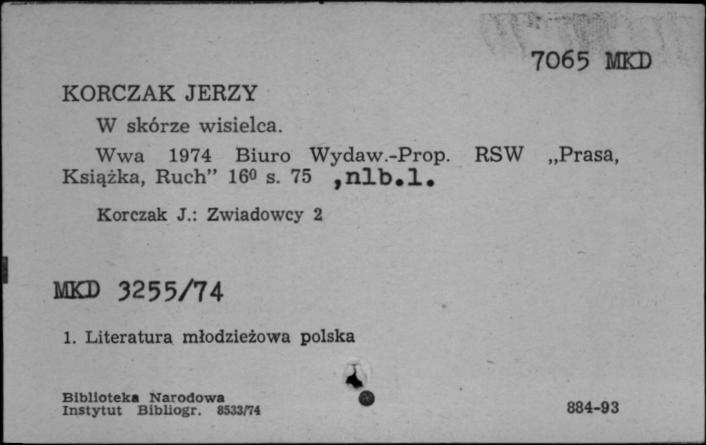 7065 MKD
KORCZAK JERZY
W skórze wisielca.
Wwa 1974 Biuro Wydaw.-Prop. RSW „Prasa,
Książka, Ruch” 16⁰ s. 75 ,nlb.1.
Korczak J.: Zwiadowcy 2
MKD 3255/74
1. Literatura młodzieżowa polska
Biblioteka Narodowa
Instytut Bibliogr. 8533/74
884-93